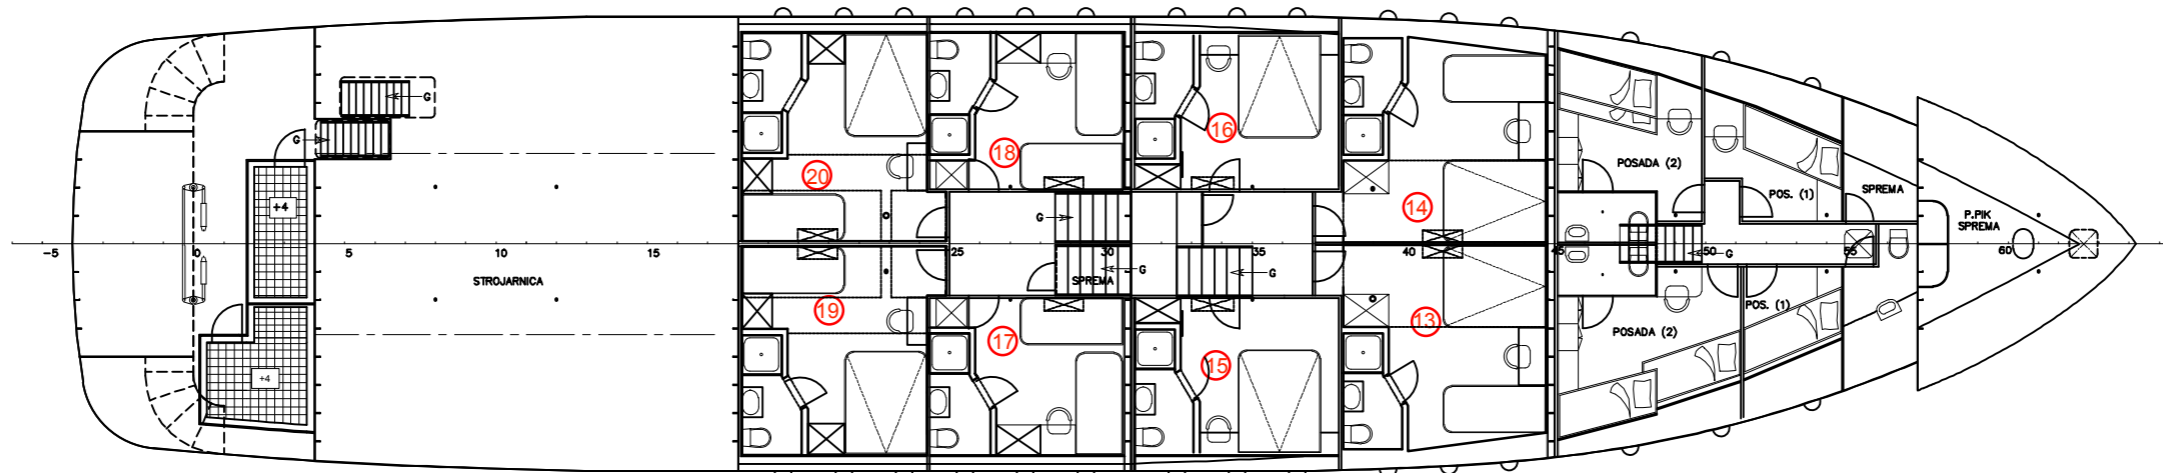 G
G
16
18
14
20
POSADA (2)
POS. (1)
SPREMA
P.PIK
SPREMA
+4
G
-5
0
5
10
15
25
30
35
40
45
50
55
60
STROJARNICA
SPREMA
G
G
G
19
17
15
13
POSADA (2)
POS. (1)
+4